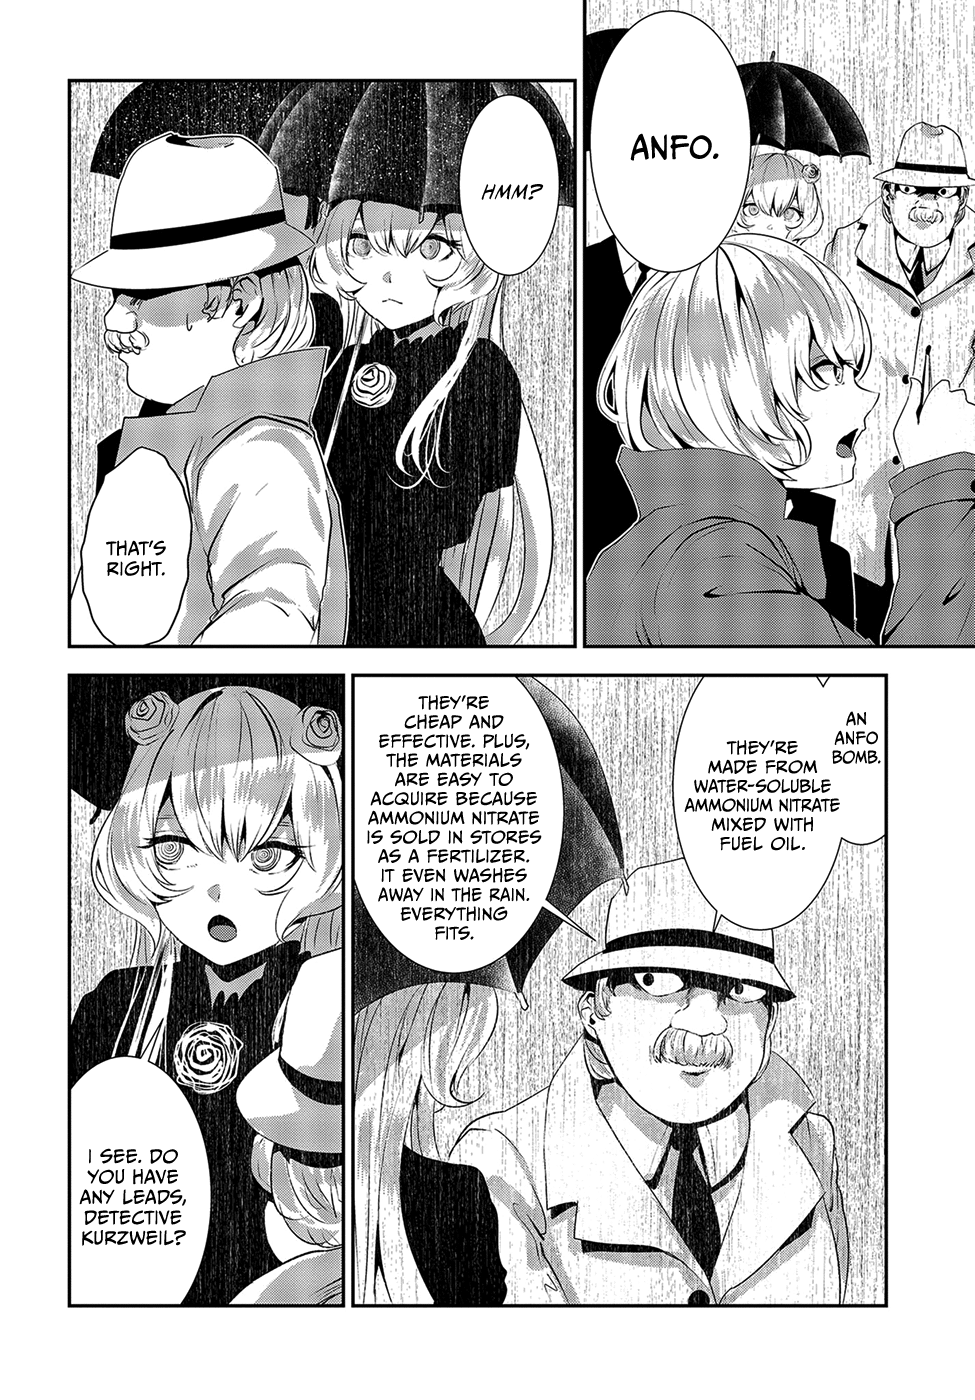 ANFO.
HMM?
THAT'S
RIGHT.
AN
ANFO
BOMB.
THEY'RE
MADE FROM
WATER-SOLUBLE
AMMONIUM NITRATE
MIXED WITH
FUEL OIL.
THEY'RE
CHEAP AND
EFFECTIVE. PLUS,
THE MATERIALS
ARE EASY TO
ACQUIRE BECAUSE
AMMONIUM NITRATE
IS SOLD IN STORES
AS A FERTILIZER.
IT EVEN WASHES
AWAY IN THE RAIN.
EVERYTHING
FITS.
I SEE. DO
YOU HAVE
ANY LEADS,
DETECTIVE
KURZWEIL?